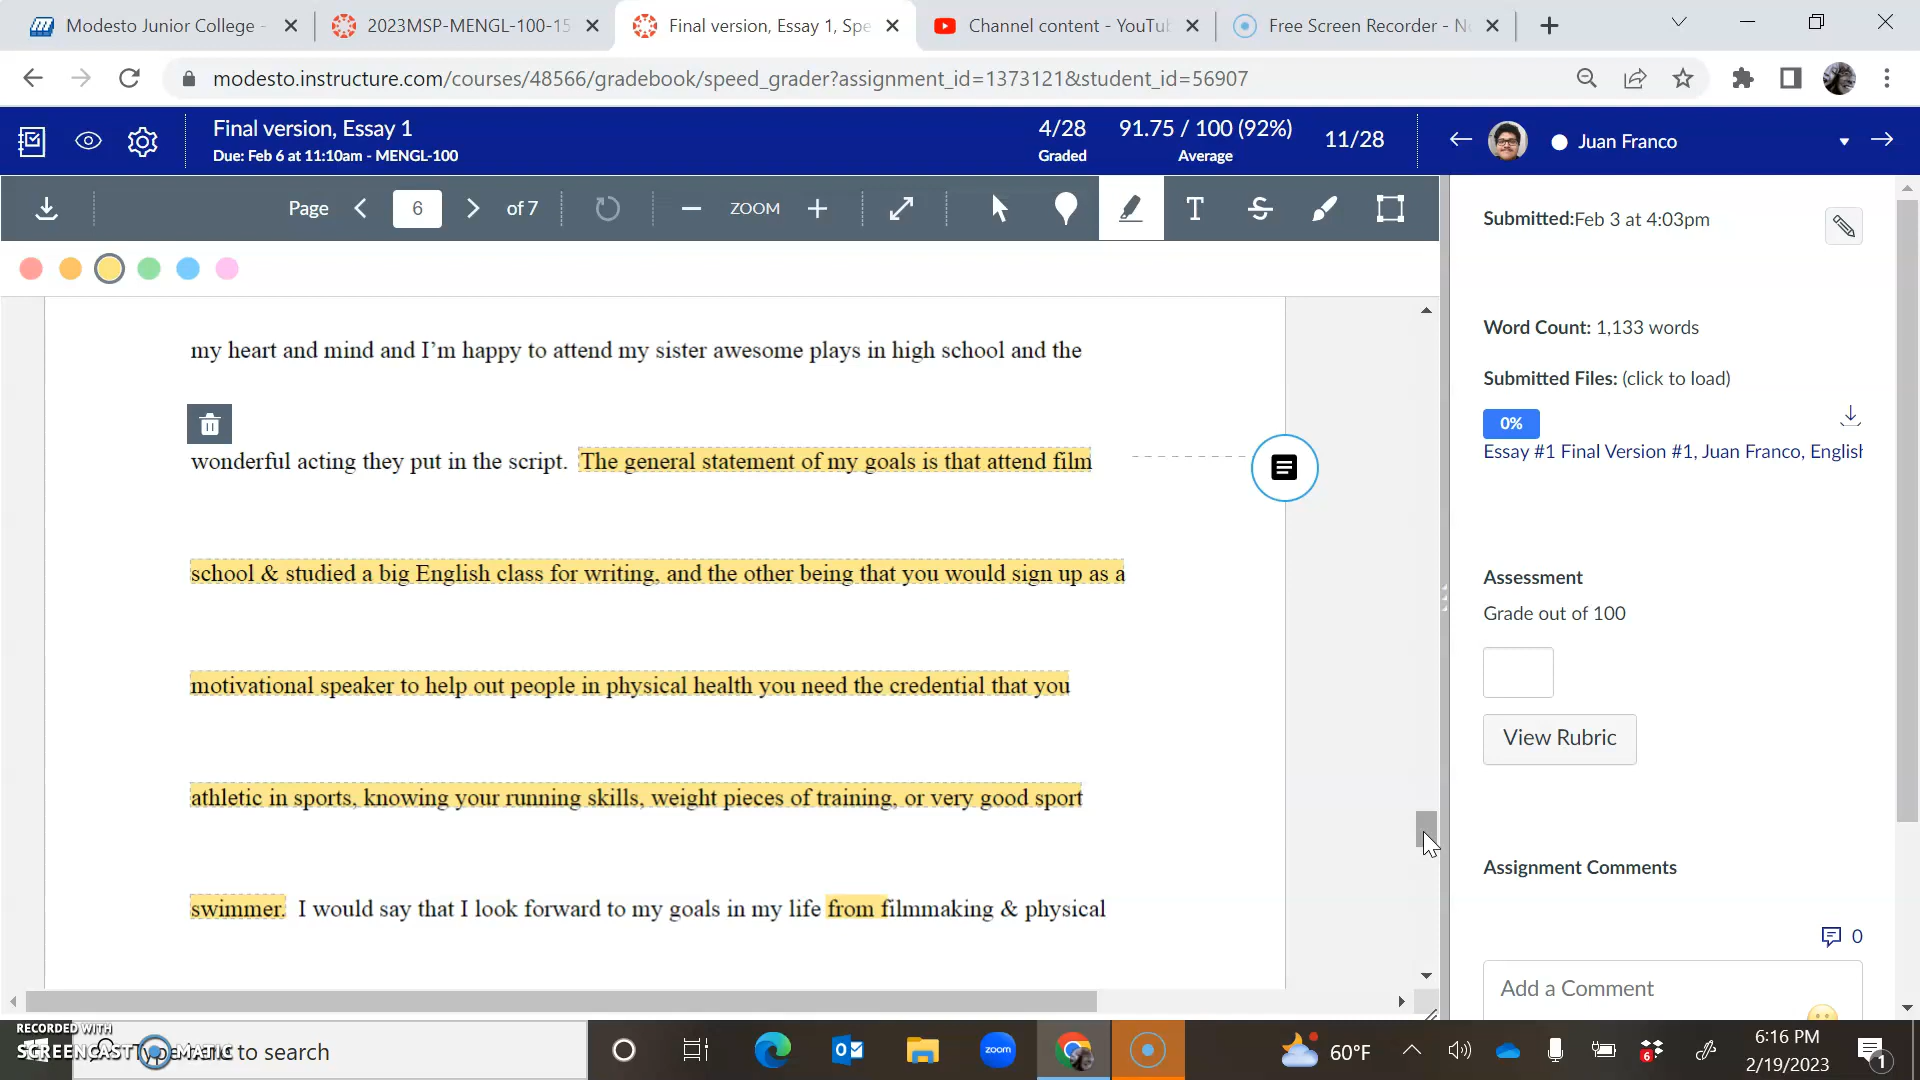 Modesto Junior College -
2023MSP-MENGL-100-15
Final version, Essay 1, Spe
Channel content - YouTu
Free Screen Recorder - N
modesto.instructure.com/courses/48566/gradebook/speed_grader?assignment_id=1373121&student_id=56907
Final version, Essay 1
Due: Feb 6 at 11:10am - MENGL-100
4/28
Graded
91.75 / 100 (92%)
Average
11/28
Juan Franco
Page
6
of 7
ZOOM
T
S
my heart and mind and I'm happy to attend my sister awesome plays in high school and the
wonderful acting they put in the script. The general statement of my goals is that attend film
school & studied a big English class for writing, and the other being that you would sign up as a
motivational speaker to help out people in physical health you need the credential that you
athletic in sports, knowing your running skills, weight pieces of training, or very good sport
swimmer. I would say that I look forward to my goals in my life from filmmaking & physical
Submitted:Feb 3 at 4:03pm
Word Count: 1,133 words
Submitted Files: (click to load)
0%
Essay #1 Final Version #1, Juan Franco, English
Assessment
Grade out of 100
View Rubric
Assignment Comments
0
Add a Comment
RECORDED WITH
SCREENCAST MATIC
to search
zoom
60°F
6
6:16 PM
2/19/2023
1